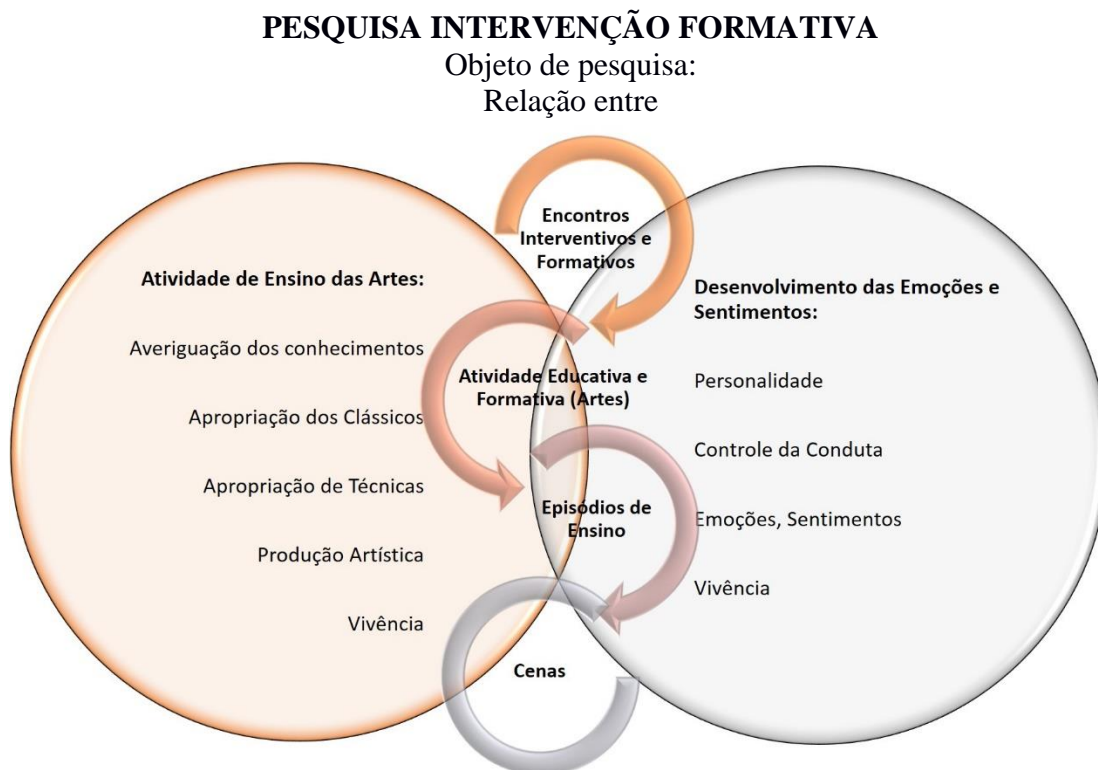 PESQUISA INTERVENÇÃO FORMATIVA
Objeto de pesquisa:
Relação entre
Atividade de Ensino das Artes:
Averiguação dos conhecimentos
Apropriação dos Clássicos
Apropriação de Técnicas
Produção Artística
Vivência
Encontros
Interventivos e
Formativos
Atividade Educativa e
Formativa (Artes)
Episódios de
Ensino
Cenas
Desenvolvimento das Emoções e
Sentimentos:
Personalidade
Controle da Conduta
Emoções, Sentimentos
Vivência